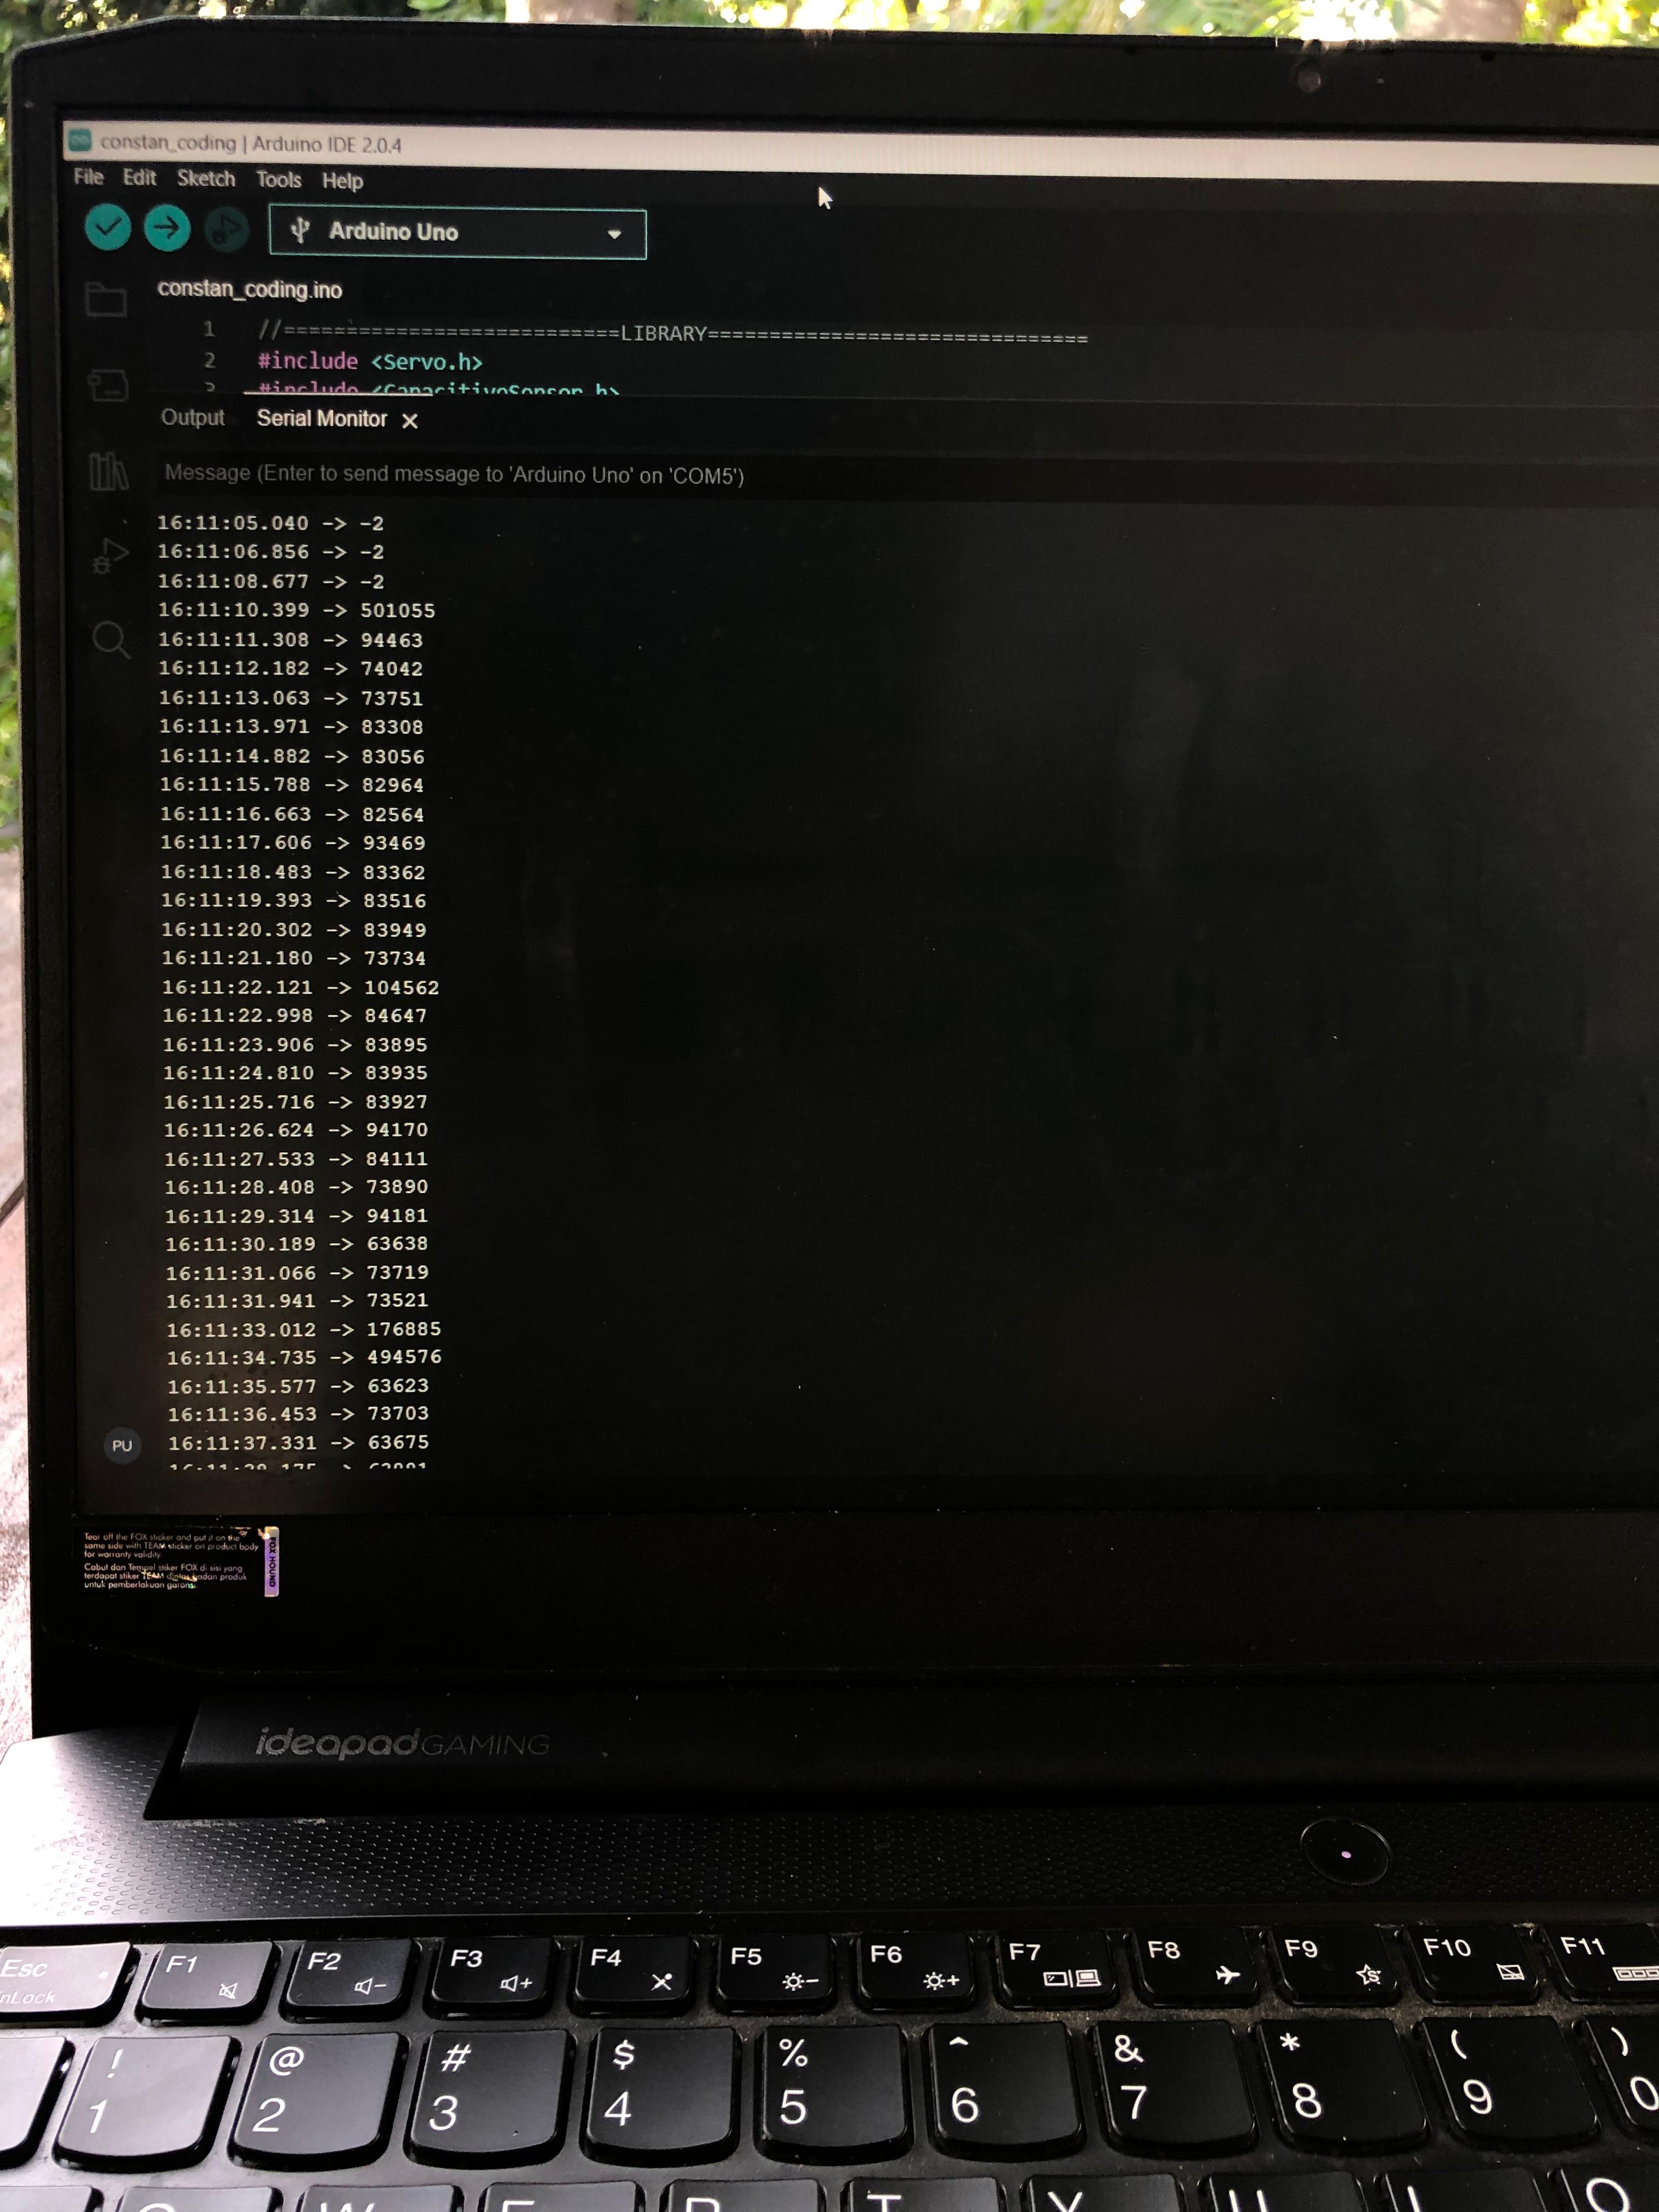 constan_coding | Arduino IDE 2.0.4
File Edit Sketch Tools Help
Arduino Uno
constan_coding.ino
1 //===========================LIBRARY===============================
2 #include <Servo.h>
3 #include <CapacitiveSensor.h>
Output Serial Monitor
Message (Enter to send message to 'Arduino Uno' on 'COM5')
16:11:05.040 -> -2
16:11:06.856 -> -2
16:11:08.677 -> -2
16:11:10.399 -> 501055
16:11:11.308 -> 94463
16:11:12.182 -> 74042
16:11:13.063 -> 73751
16:11:13.971 -> 83308
16:11:14.882 -> 83056
16:11:15.788 -> 82964
16:11:16.663 -> 82564
16:11:17.606 -> 93469
16:11:18.483 -> 83362
16:11:19.393 -> 83516
16:11:20.302 -> 83949
16:11:21.180 -> 73734
16:11:22.121 -> 104562
16:11:22.998 -> 84647
16:11:23.906 -> 83895
16:11:24.810 -> 83935
16:11:25.716 -> 83927
16:11:26.624 -> 94170
16:11:27.533 -> 84111
16:11:28.408 -> 73890
16:11:29.314 -> 94181
16:11:30.189 -> 63638
16:11:31.066 -> 73719
16:11:31.941 -> 73521
16:11:33.012 -> 176885
16:11:34.735 -> 494576
16:11:35.577 -> 63623
16:11:36.453 -> 73703
16:11:37.331 -> 63675
PU
Tear off the FOX sticker and put it on the
same side with TEAM sticker on product body
for warranty validity.
Cabut dan Tempel stiker FOX di sisi yang
terdapat stiker TEAM diatas badan produk
untuk pemberlakuan garansi.
FOX HOUND
ideapad GAMING
Esc F1 F2 F3 F4 F5 F6 F7 F8 F9 F10 F11
nLock
! @ # $ % ^ & * ( )
1 2 3 4 5 6 7 8 9 0